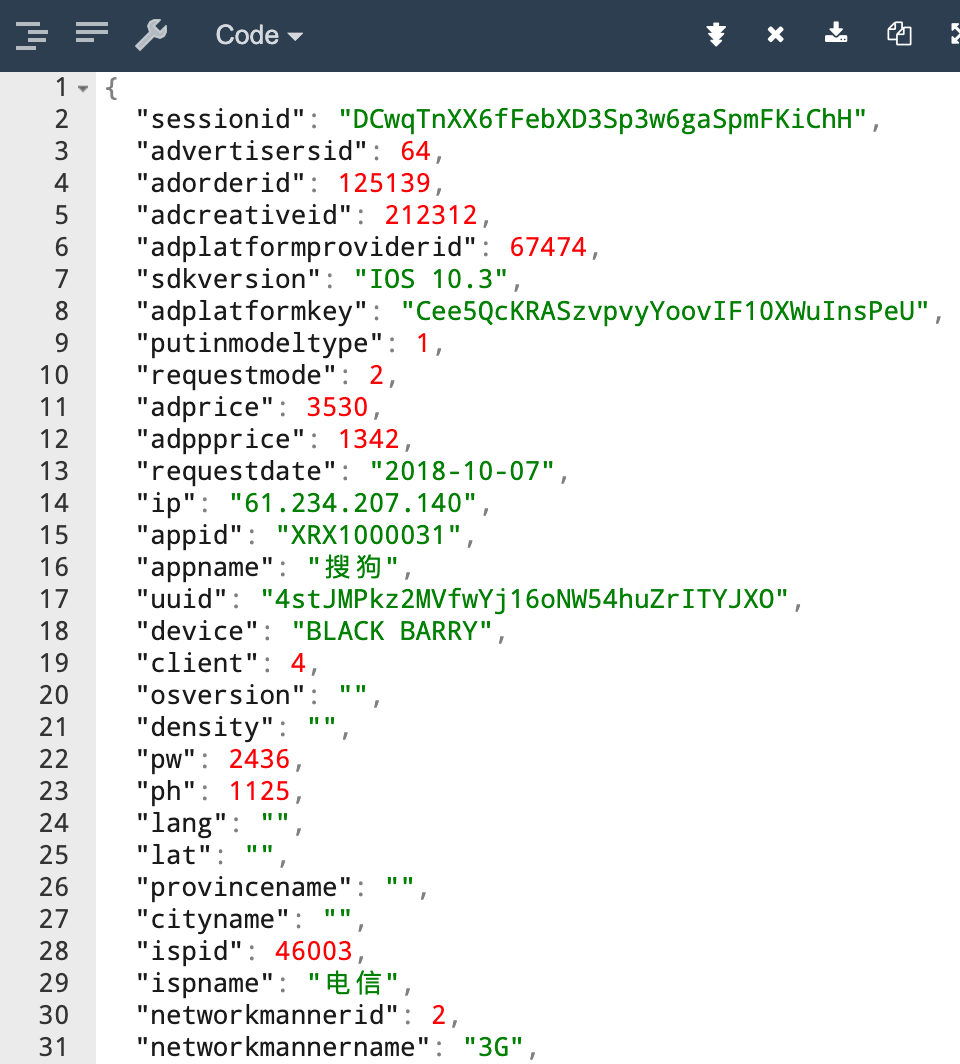 Code
1 {
2 "sessionid": "DCwqTnXX6fFebXD3Sp3w6gaSpmFKiChH",
3 "advertisersid": 64,
4 "adorderid": 125139,
5 "adcreativeid": 212312,
6 "adplatformproviderid": 67474,
7 "sdkversion": "IOS 10.3",
8 "adplatformkey": "Cee5QcKRASzvpvyYoovIF1OXWuInsPeU",
9 "putinmodeltype": 1,
10 "requestmode": 2,
11 "adprice": 3530,
12 "adppprice": 1342,
13 "requestdate": "2018-10-07",
14 "ip": "61.234.207.140",
15 "appid": "XRX1000031",
16 "appname": "搜狗",
17 "uuid": "4stJMPkz2MVfwYj16oNW54huZrITYJXO",
18 "device": "BLACK BARRY",
19 "client": 4,
20 "osversion": "",
21 "density": "",
22 "pw": 2436,
23 "ph": 1125,
24 "lang": "",
25 "lat": "",
26 "provincename": "",
27 "cityname": "",
28 "ispid": 46003,
29 "ispname": "电信",
30 "networkmannerid": 2,
31 "networkmannername": "3G",